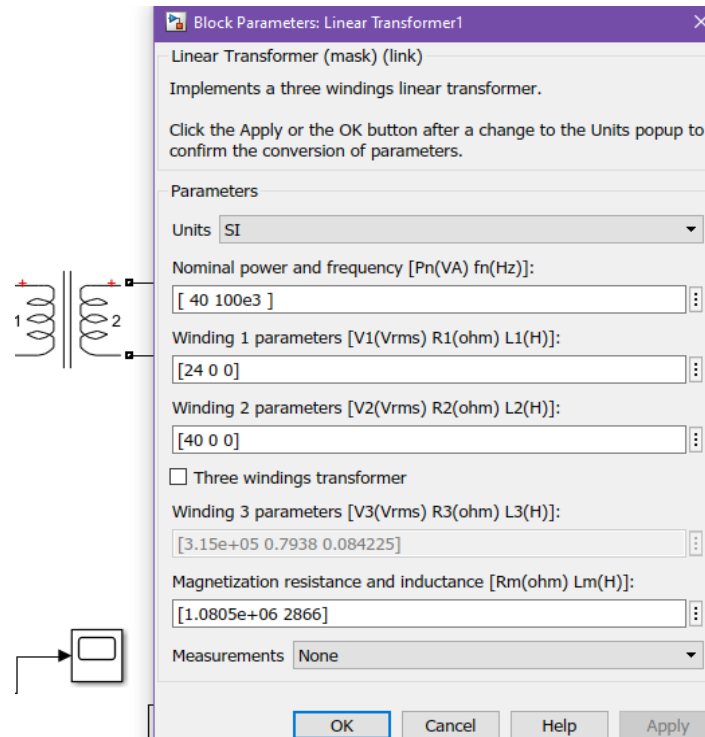 Block Parameters: Linear Transformer1
Linear Transformer (mask) (link)
Implements a three windings linear transformer.
Click the Apply or the OK button after a change to the Units popup to
confirm the conversion of parameters.
Parameters
Units SI
Nominal power and frequency [Pn(VA) fn(Hz)]:
[ 40 100e3 ]
Winding 1 parameters [V1(Vrms) R1(ohm) L1(H)]:
[24 0 0]
Winding 2 parameters [V2(Vrms) R2(ohm) L2(H)]:
[40 0 0]
Three windings transformer
Winding 3 parameters [V3(Vrms) R3(ohm) L3(H)]:
[3.15e+05 0.7938 0.084225]
Magnetization resistance and inductance [Rm(ohm) Lm(H)]:
[1.0805e+06 2866]
Measurements None
OK Cancel Help Apply
+ +
1 2